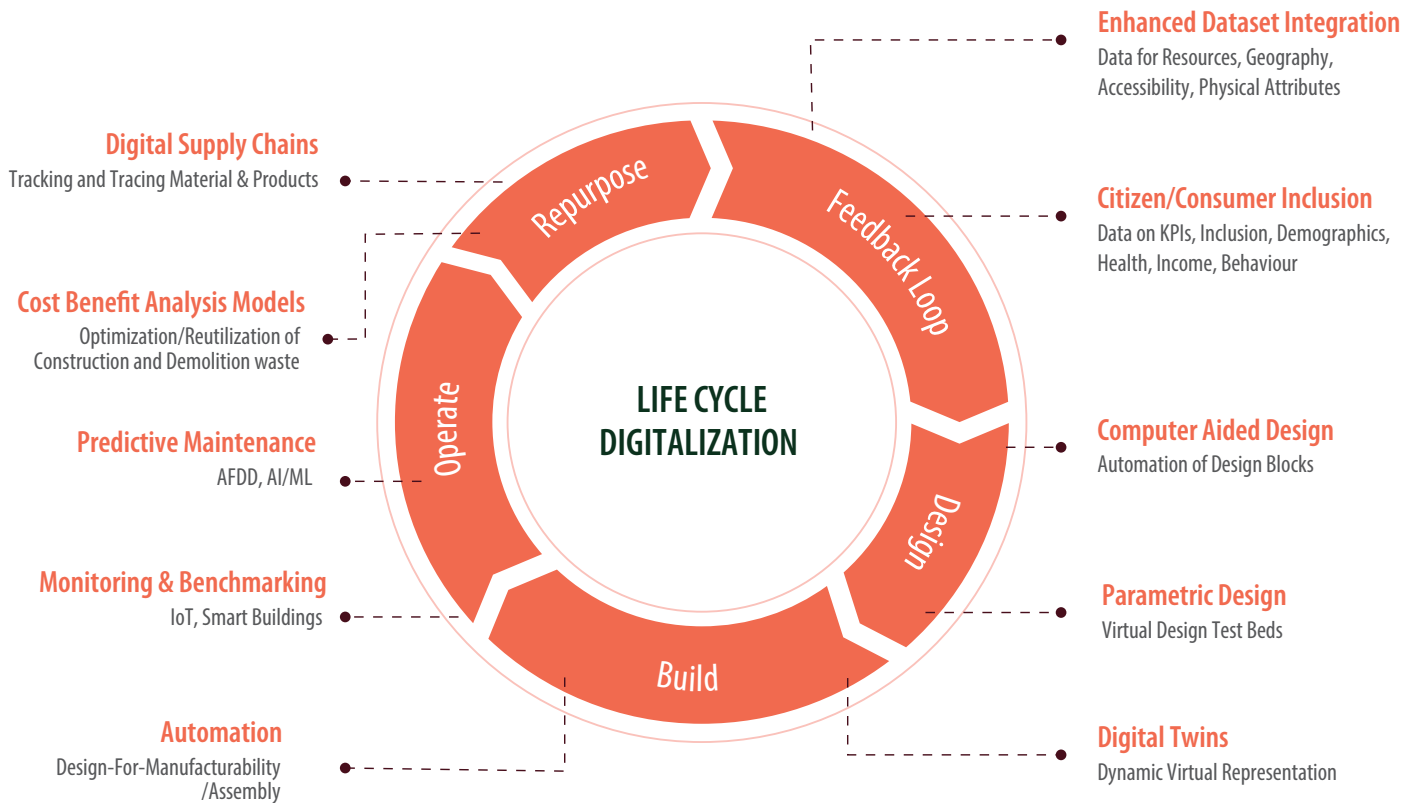 Enhanced Dataset Integration
Data for Resources, Geography,
Accessibility, Physical Attributes
Citizen/Consumer Inclusion
Data on KPIs, Inclusion, Demographics,
Health, Income, Behaviour
Computer Aided Design
Automation of Design Blocks
Parametric Design
Virtual Design Test Beds
Digital Twins
Dynamic Virtual Representation
Digital Supply Chains
Tracking and Tracing Material & Products
Cost Benefit Analysis Models
Optimization/Reutilization of
Construction and Demolition waste
Predictive Maintenance
AFDD, AI/ML
Monitoring & Benchmarking
IoT, Smart Buildings
Automation
Design-For-Manufacturability
/Assembly
Repurpose
Feedback Loop
Design
Build
Operate
LIFE CYCLE
DIGITALIZATION